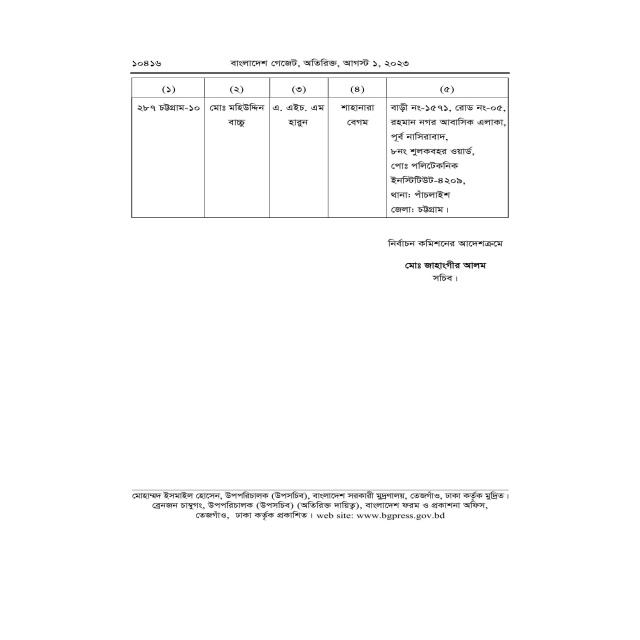 ১০৪১৬ বাংলাদেশ গেজেট, অতিরিক্ত, আগস্ট ১, ২০২৩
(১) (২) (৩) (৪) (৫)
২৮৭ চট্টগ্রাম-১০ মোঃ মহিউদ্দিন এ. এইচ. এম শাহানারা বাড়ী নং-১৫৭১, রোড নং-০৫,
বাচ্চু হারুন বেগম রহমান নগর আবাসিক এলাকা,
পূর্ব নাসিরাবাদ,
৮নং শুলকবহর ওয়ার্ড,
পোঃ পলিটেকনিক
ইনস্টিটিউট-৪২০৯,
থানা: পাঁচলাইশ
জেলা: চট্টগ্রাম।
নির্বাচন কমিশনের আদেশক্রমে
মোঃ জাহাংগীর আলম
সচিব।
মোহাম্মদ ইসমাইল হোসেন, উপপরিচালক (উপসচিব), বাংলাদেশ সরকারী মুদ্রণালয়, তেজগাঁও, ঢাকা কর্তৃক মুদ্রিত।
ব্রেনজন চাম্বুগং, উপপরিচালক (উপসচিব) (অতিরিক্ত দায়িত্ব), বাংলাদেশ ফরম ও প্রকাশনা অফিস,
তেজগাঁও, ঢাকা কর্তৃক প্রকাশিত। web site: www.bgpress.gov.bd